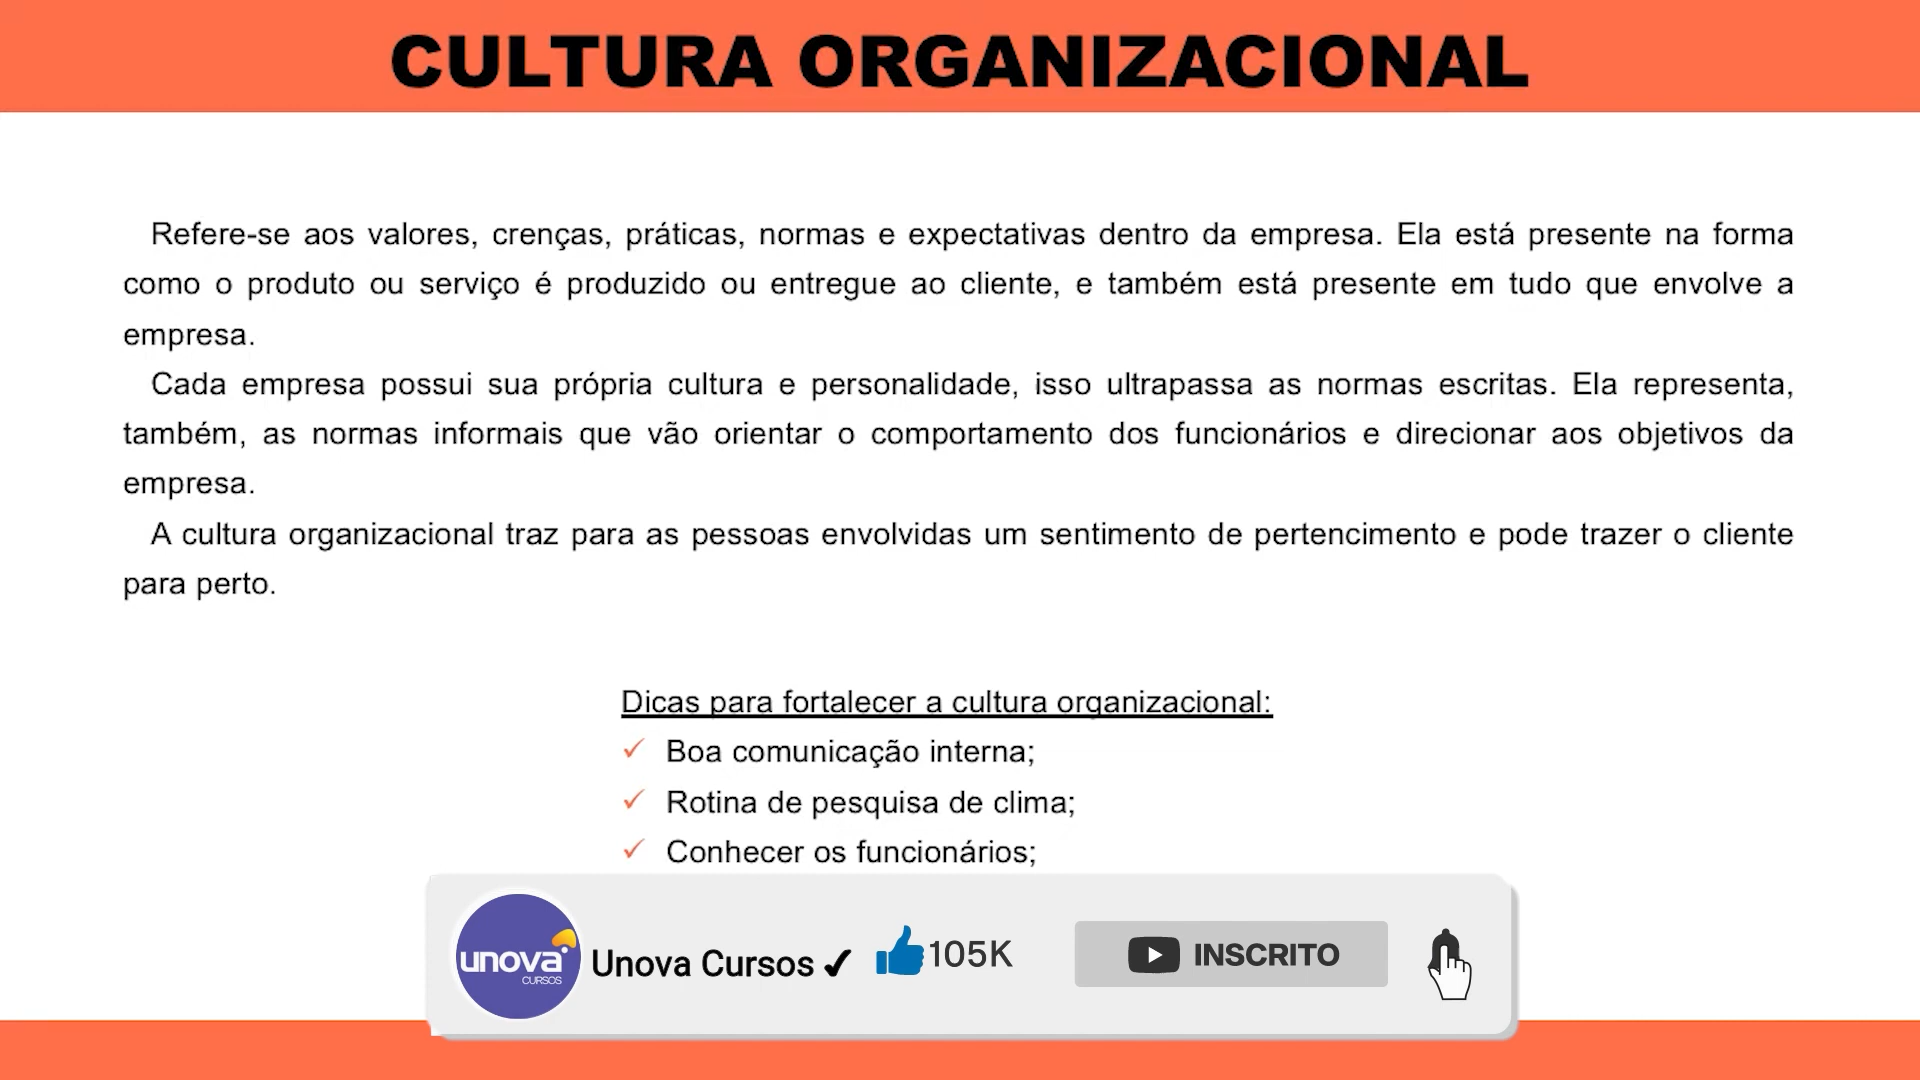 CULTURA ORGANIZACIONAL
Refere-se aos valores, crenças, práticas, normas e expectativas dentro da empresa. Ela está presente na forma
como o produto ou serviço é produzido ou entregue ao cliente, e também está presente em tudo que envolve a
empresa.
Cada empresa possui sua própria cultura e personalidade, isso ultrapassa as normas escritas. Ela representa,
também, as normas informais que vão orientar o comportamento dos funcionários e direcionar aos objetivos da
empresa.
A cultura organizacional traz para as pessoas envolvidas um sentimento de pertencimento e pode trazer o cliente
para perto.
Dicas para fortalecer a cultura organizacional:
✓ Boa comunicação interna;
✓ Rotina de pesquisa de clima;
✓ Conhecer os funcionários;
unova
CURSOS
Unova Cursos ✓ 105K INSCRITO